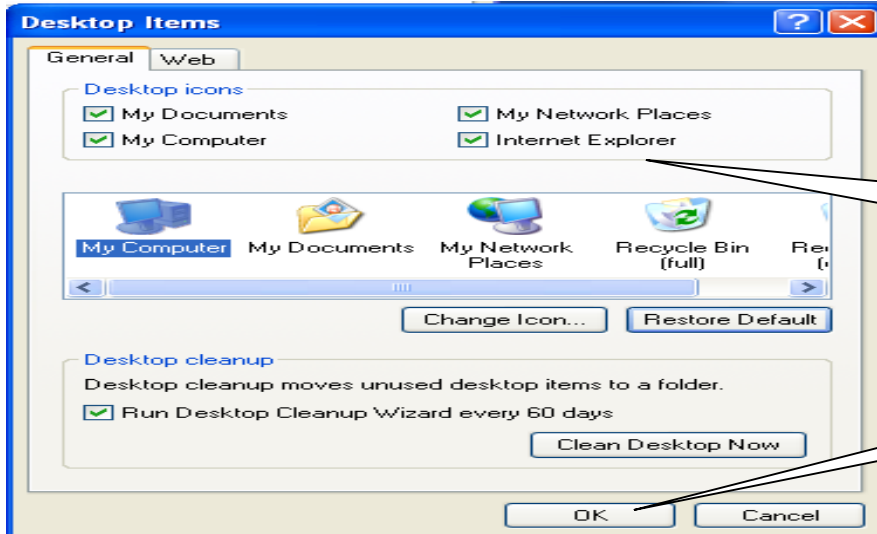 Desktop Items
General Web
Desktop icons
My Documents My Network Places
My Computer Internet Explorer
My Computer My Documents My Network Places Recycle Bin (full)
Change Icon... Restore Default
Desktop cleanup
Desktop cleanup moves unused desktop items to a folder.
Run Desktop Cleanup Wizard every 60 days
Clean Desktop Now
OK Cancel